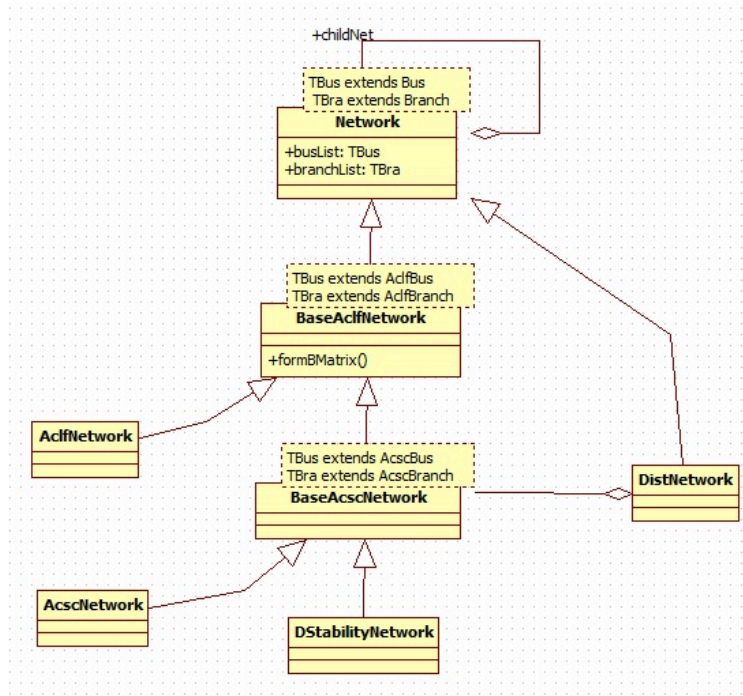 +childNet
TBus extends Bus
TBra extends Branch
Network
+busList: TBus
+branchList: TBra
TBus extends AclfBus
TBra extends AclfBranch
BaseAclfNetwork
+formBMatrix()
AclfNetwork
TBus extends AcscBus
TBra extends AcscBranch
BaseAcscNetwork
DistNetwork
AcscNetwork
DStabilityNetwork